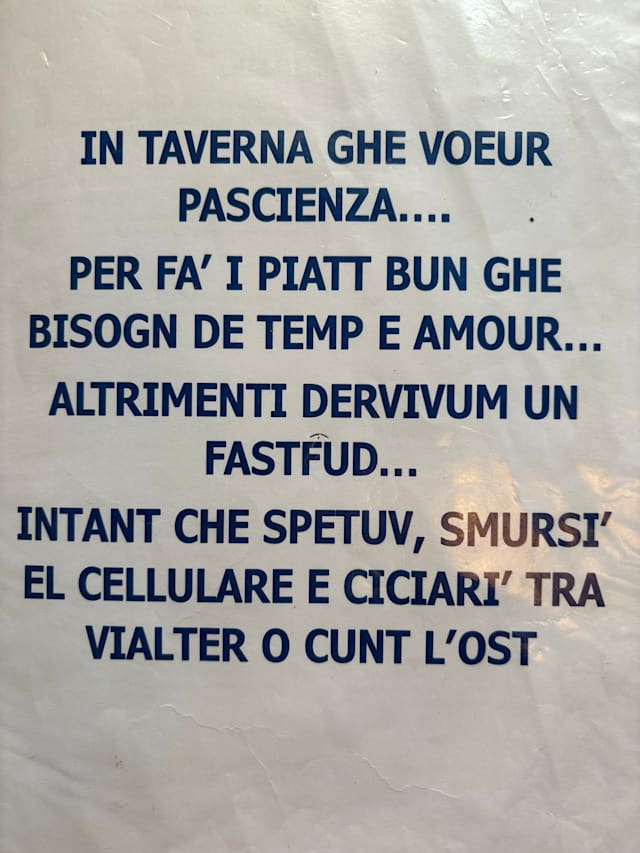 IN TAVERNA GHE VOEUR
PASCIENZA....
PER FA' I PIATT BUN GHE
BISOGN DE TEMP E AMOUR...
ALTRIMENTI DERVIVUM UN
FASTFUD...
INTANT CHE SPETUV, SMURSI'
EL CELLULARE E CICIARI' TRA
VIALTER O CUNT L'OST